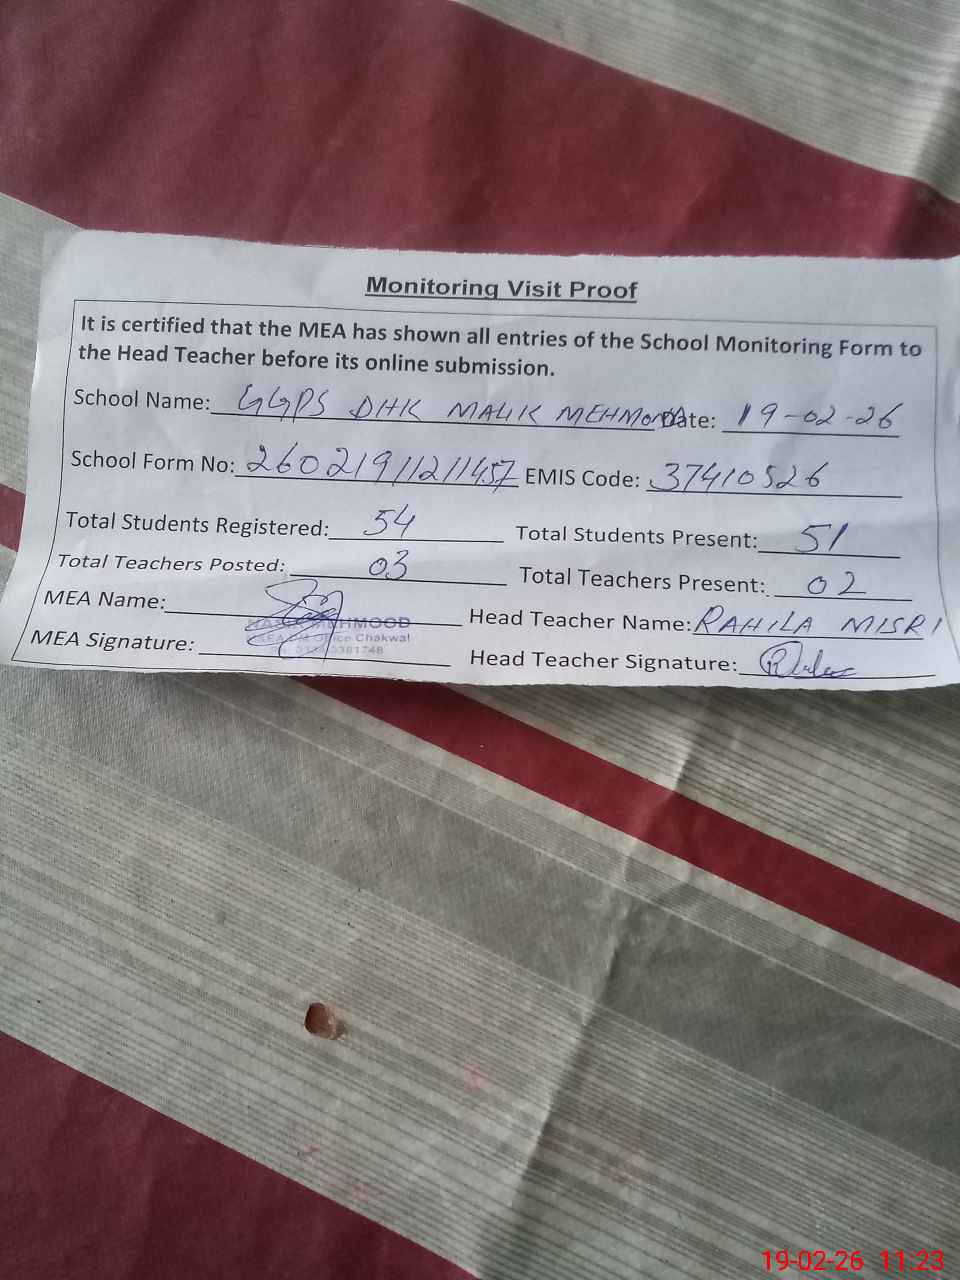 Monitoring Visit Proof
It is certified that the MEA has shown all entries of the School Monitoring Form to
the Head Teacher before its online submission.
School Name: GGPS DHK MALIK MEHMOOD Date: 19-02-26
School Form No: 26021911211457 EMIS Code: 37410526
Total Students Registered: 54 Total Students Present: 51
Total Teachers Posted: 03 Total Teachers Present: 02
MEA Name: MEHMOOD Head Teacher Name: RAHILA MISRI
Office Chakwal
MEA Signature: Head Teacher Signature:
19-02-26 11:23